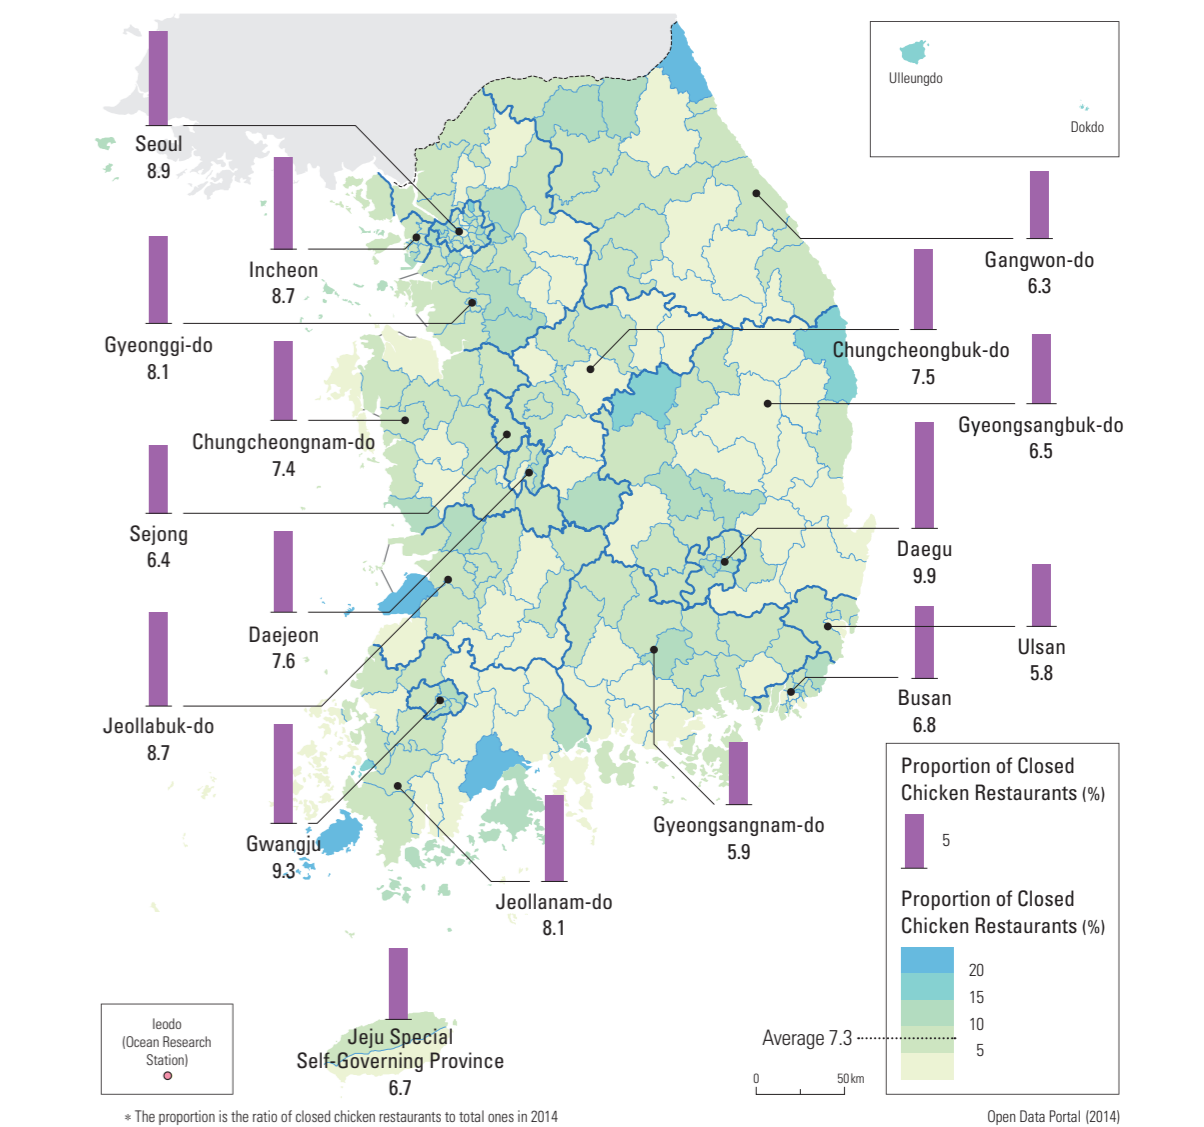 Ulleungdo
Dokdo
Seoul
8.9
Incheon
8.7
Gangwon-do
6.3
Gyeonggi-do
8.1
Chungcheongbuk-do
7.5
Chungcheongnam-do
7.4
Gyeongsangbuk-do
6.5
Sejong
6.4
Daegu
9.9
Daejeon
7.6
Ulsan
5.8
Busan
6.8
Jeollabuk-do
8.7
Gwangju
9.3
Gyeongsangnam-do
5.9
Jeollanam-do
8.1
Jeju Special
Self-Governing Province
6.7
Ieodo
(Ocean Research
Station)
Proportion of Closed
Chicken Restaurants (%)
5
Proportion of Closed
Chicken Restaurants (%)
20
15
10
5
Average 7.3
0 50 km
* The proportion is the ratio of closed chicken restaurants to total ones in 2014
Open Data Portal (2014)